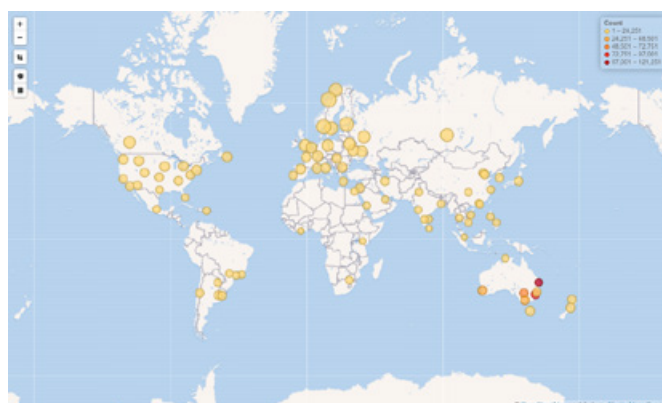 +
−
Count
1 – 24,251
24,251 – 48,501
48,501 – 72,751
72,751 – 97,001
97,001 – 121,251